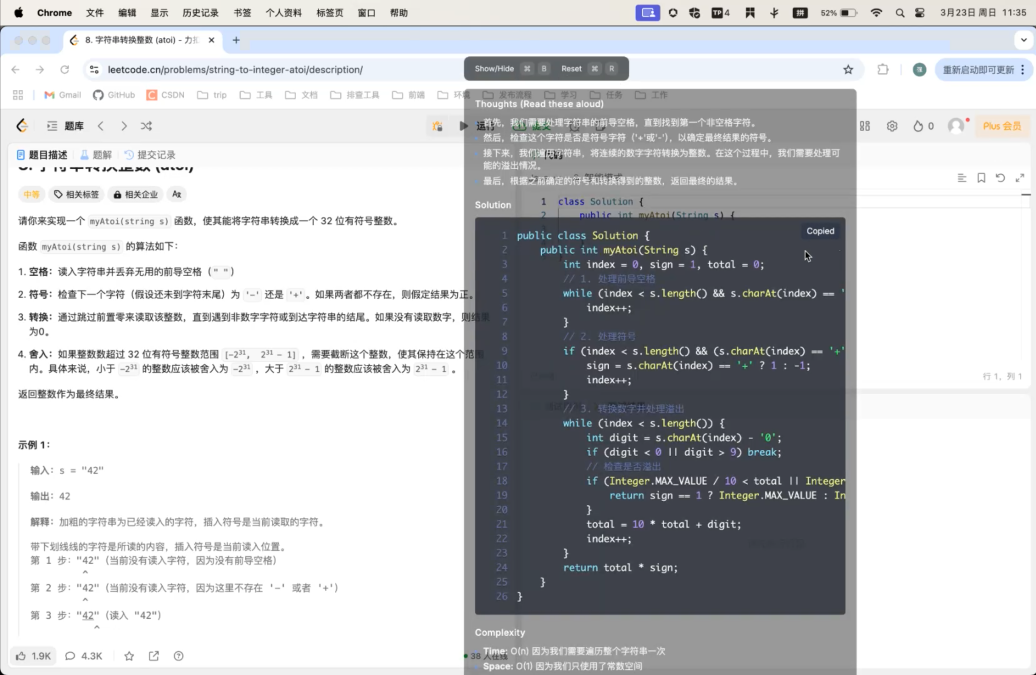 Chrome 文件 编辑 显示 历史记录 书签 个人资料 标签页 窗口 帮助
TP 4 拼 52% 3月23日 周日 11:35
8. 字符串转换整数 (atoi) - 力扣
leetcode.cn/problems/string-to-integer-atoi/description/
Show/Hide ⌘ B Reset ⌘ R
重新启动即可更新
Gmail GitHub CSDN trip 工具 文档 排查工具 前端 环境 发布流程 学习 任务 工作
题库 运行 提交 0 Plus 会员
题目描述 题解 提交记录
8. 字符串转换整数 (atoi)
中等 相关标签 相关企业 Aa
请你来实现一个 myAtoi(string s) 函数，使其能将字符串转换成一个 32 位有符号整数。
函数 myAtoi(string s) 的算法如下：
1. 空格：读入字符串并丢弃无用的前导空格（" "）
2. 符号：检查下一个字符（假设还未到字符末尾）为 '-' 还是 '+'。如果两者都不存在，则假定结果为正。
3. 转换：通过跳过前置零来读取该整数，直到遇到非数字字符或到达字符串的结尾。如果没有读取数字，则结果
为0。
4. 舍入：如果整数数超过 32 位有符号整数范围 [−2³¹, 2³¹ − 1] ，需要截断这个整数，使其保持在这个范围
内。具体来说，小于 −2³¹ 的整数应该被舍入为 −2³¹ ，大于 2³¹ − 1 的整数应该被舍入为 2³¹ − 1 。
返回整数作为最终结果。
示例 1：
输入：s = "42"
输出：42
解释：加粗的字符串为已经读入的字符，插入符号是当前读取的字符。
带下划线线的字符是所读的内容，插入符号是当前读入位置。
第 1 步："42"（当前没有读入字符，因为没有前导空格）
^
第 2 步："42"（当前没有读入字符，因为这里不存在 '-' 或者 '+'）
^
第 3 步："42"（读入 "42"）
^
1.9K 4.3K 38 人在线
Thoughts (Read these aloud)
首先，我们需要处理字符串的前导空格，直到找到第一个非空格字符。
然后，检查这个字符是否是符号字符（'+'或'-'），以确定最终结果的符号。
接下来，我们遍历字符串，将连续的数字字符转换为整数。在这个过程中，我们需要处理可
能的溢出情况。
最后，根据之前确定的符号和转换得到的整数，返回最终的结果。
1 class Solution {
2 public int myAtoi(String s) {
行 1，列 1
Solution
Copied
1 public class Solution {
2 public int myAtoi(String s) {
3 int index = 0, sign = 1, total = 0;
4 // 1. 处理前导空格
5 while (index < s.length() && s.charAt(index) == '
6 index++;
7 }
8 // 2. 处理符号
9 if (index < s.length() && (s.charAt(index) == '+'
10 sign = s.charAt(index) == '+' ? 1 : -1;
11 index++;
12 }
13 // 3. 转换数字并处理溢出
14 while (index < s.length()) {
15 int digit = s.charAt(index) - '0';
16 if (digit < 0 || digit > 9) break;
17 // 检查是否溢出
18 if (Integer.MAX_VALUE / 10 < total || Integer
19 return sign == 1 ? Integer.MAX_VALUE : In
20 }
21 total = 10 * total + digit;
22 index++;
23 }
24 return total * sign;
25 }
26 }
Complexity
Time: O(n) 因为我们需要遍历整个字符串一次
Space: O(1) 因为我们只使用了常数空间